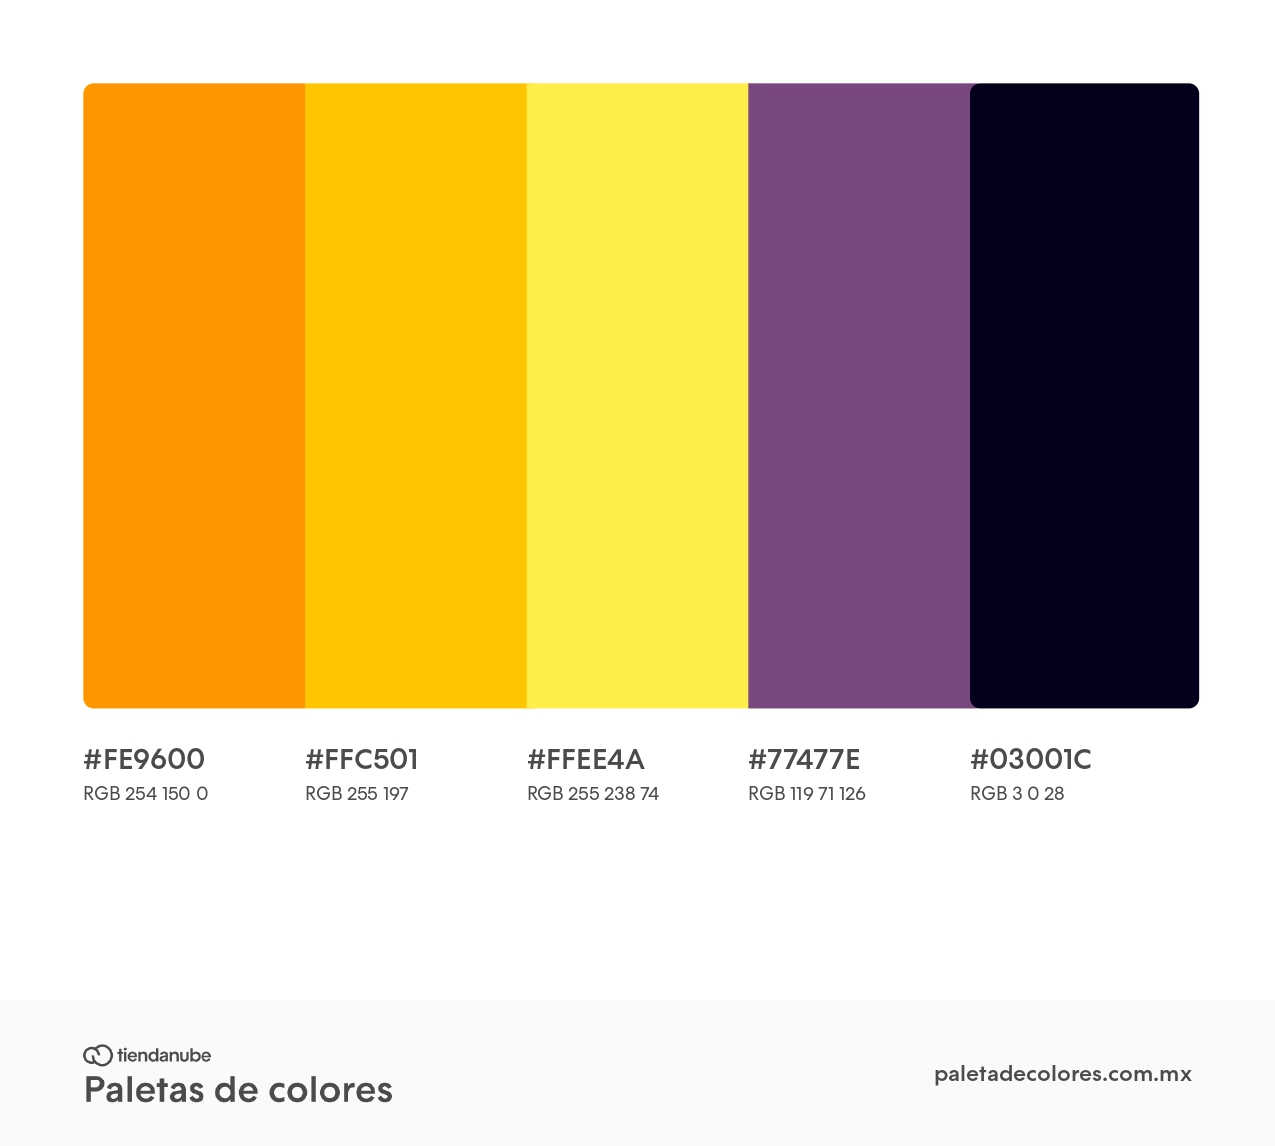 #FE9600 #FFC501 #FFEE4A #77477E #03001C
RGB 254 150 0 RGB 255 197 RGB 255 238 74 RGB 119 71 126 RGB 3 0 28
tiendanube
Paletas de colores
paletadecolores.com.mx